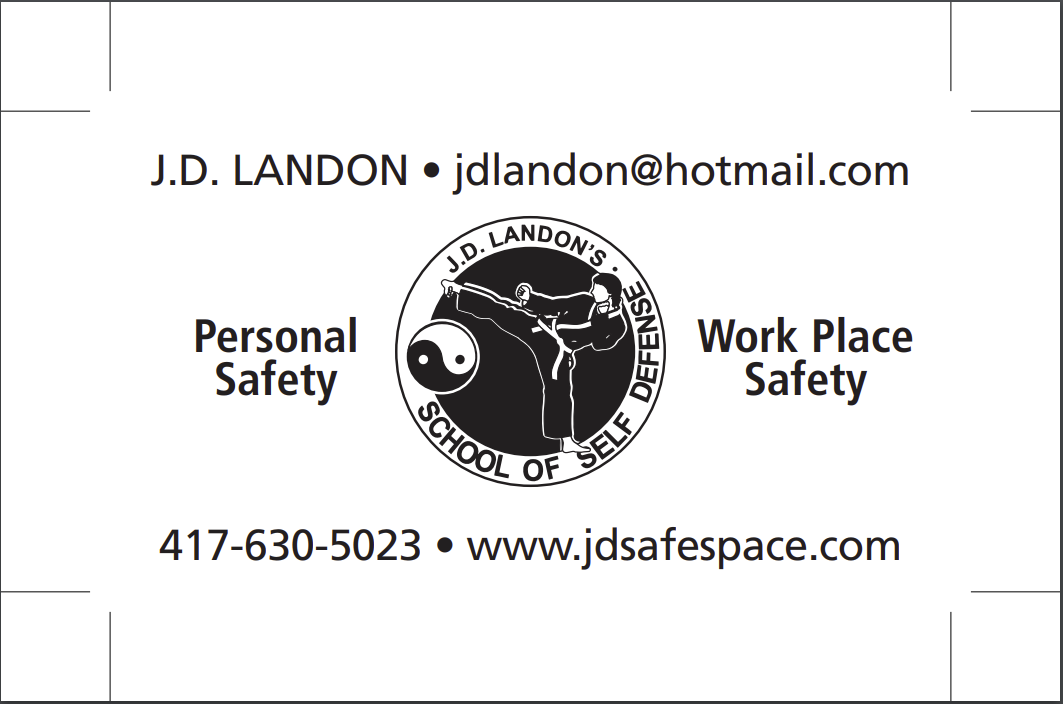 J.D. LANDON • jdlandon@hotmail.com
J.D. LANDON'S •
SCHOOL OF SELF DEFENSE
Personal
Safety
Work Place
Safety
417-630-5023 • www.jdsafespace.com